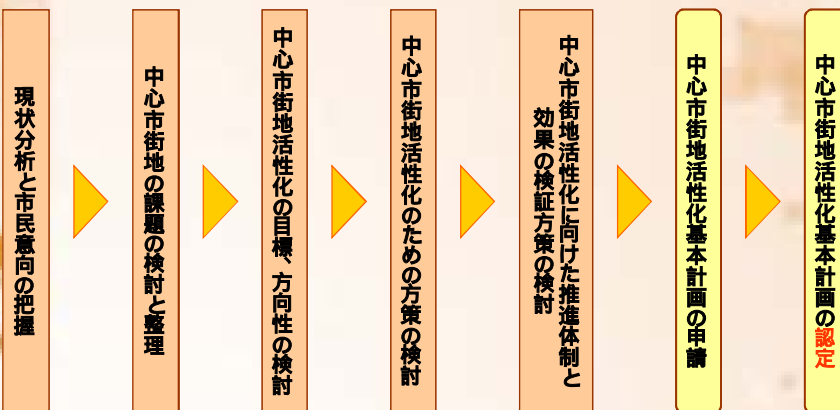 現状分析と市民意向の把握
中心市街地の課題の検討と整理
中心市街地活性化の目標、方向性の検討
中心市街地活性化のための方策の検討
中心市街地活性化に向けた推進体制と
効果の検証方策の検討
中心市街地活性化基本計画の申請
中心市街地活性化基本計画の認定